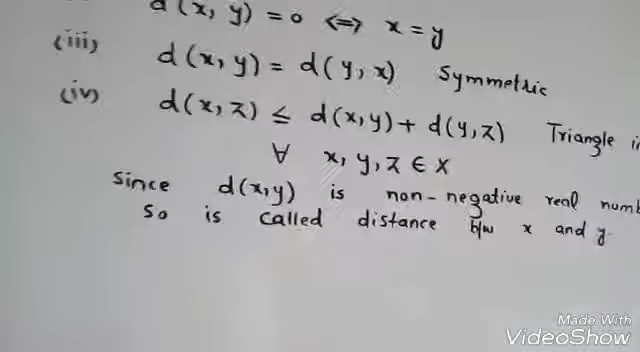 d(x, y) = 0 ⟺ x = y
(iii) d(x, y) = d(y, x) Symmetric
(iv) d(x, z) ≤ d(x, y) + d(y, z) Triangle
∀ x, y, z ∈ X
Since d(x, y) is non-negative real
So is called distance b/w x and y
Made With
VideoShow